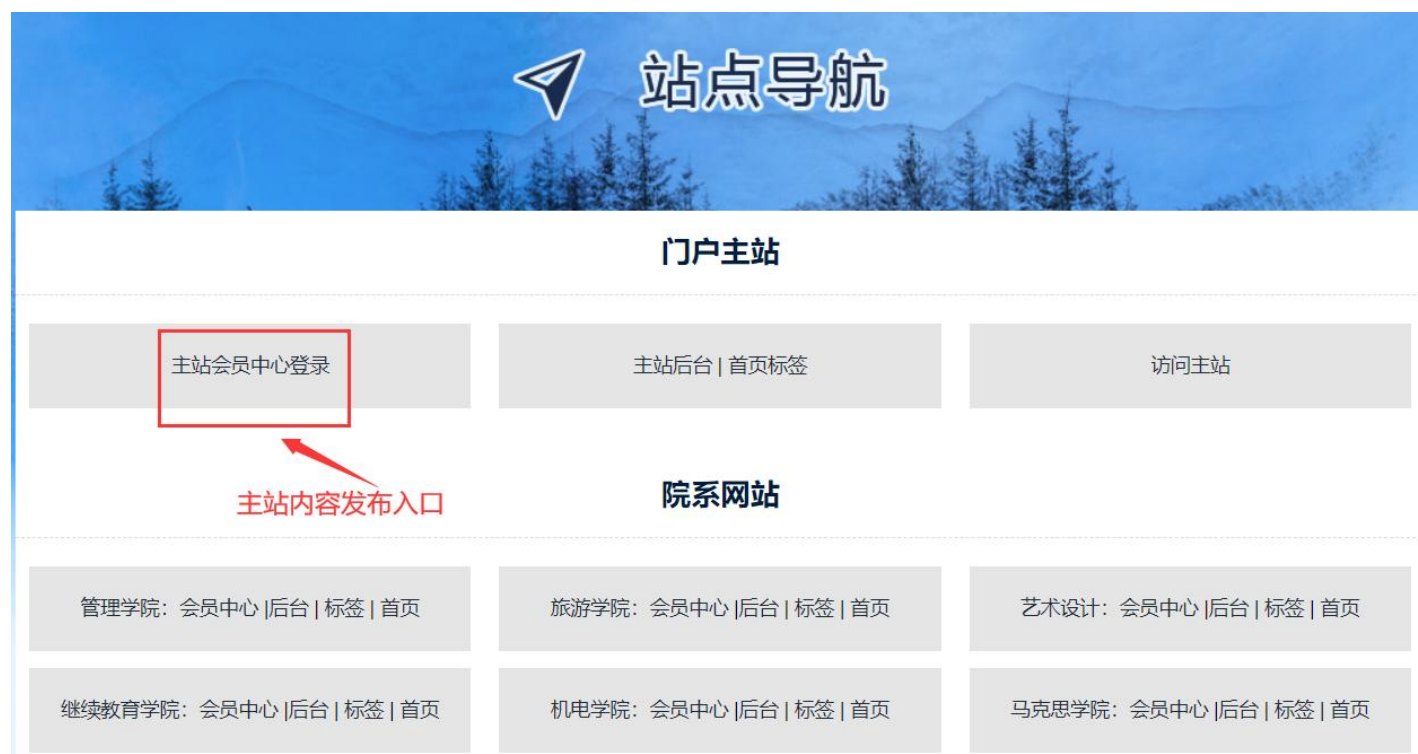 站点导航
门户主站
主站会员中心登录
主站后台 | 首页标签
访问主站
主站内容发布入口
院系网站
管理学院：会员中心 |后台 | 标签 | 首页
旅游学院：会员中心 |后台 | 标签 | 首页
艺术设计：会员中心 |后台 | 标签 | 首页
继续教育学院：会员中心 |后台 | 标签 | 首页
机电学院：会员中心 |后台 | 标签 | 首页
马克思学院：会员中心 |后台 | 标签 | 首页